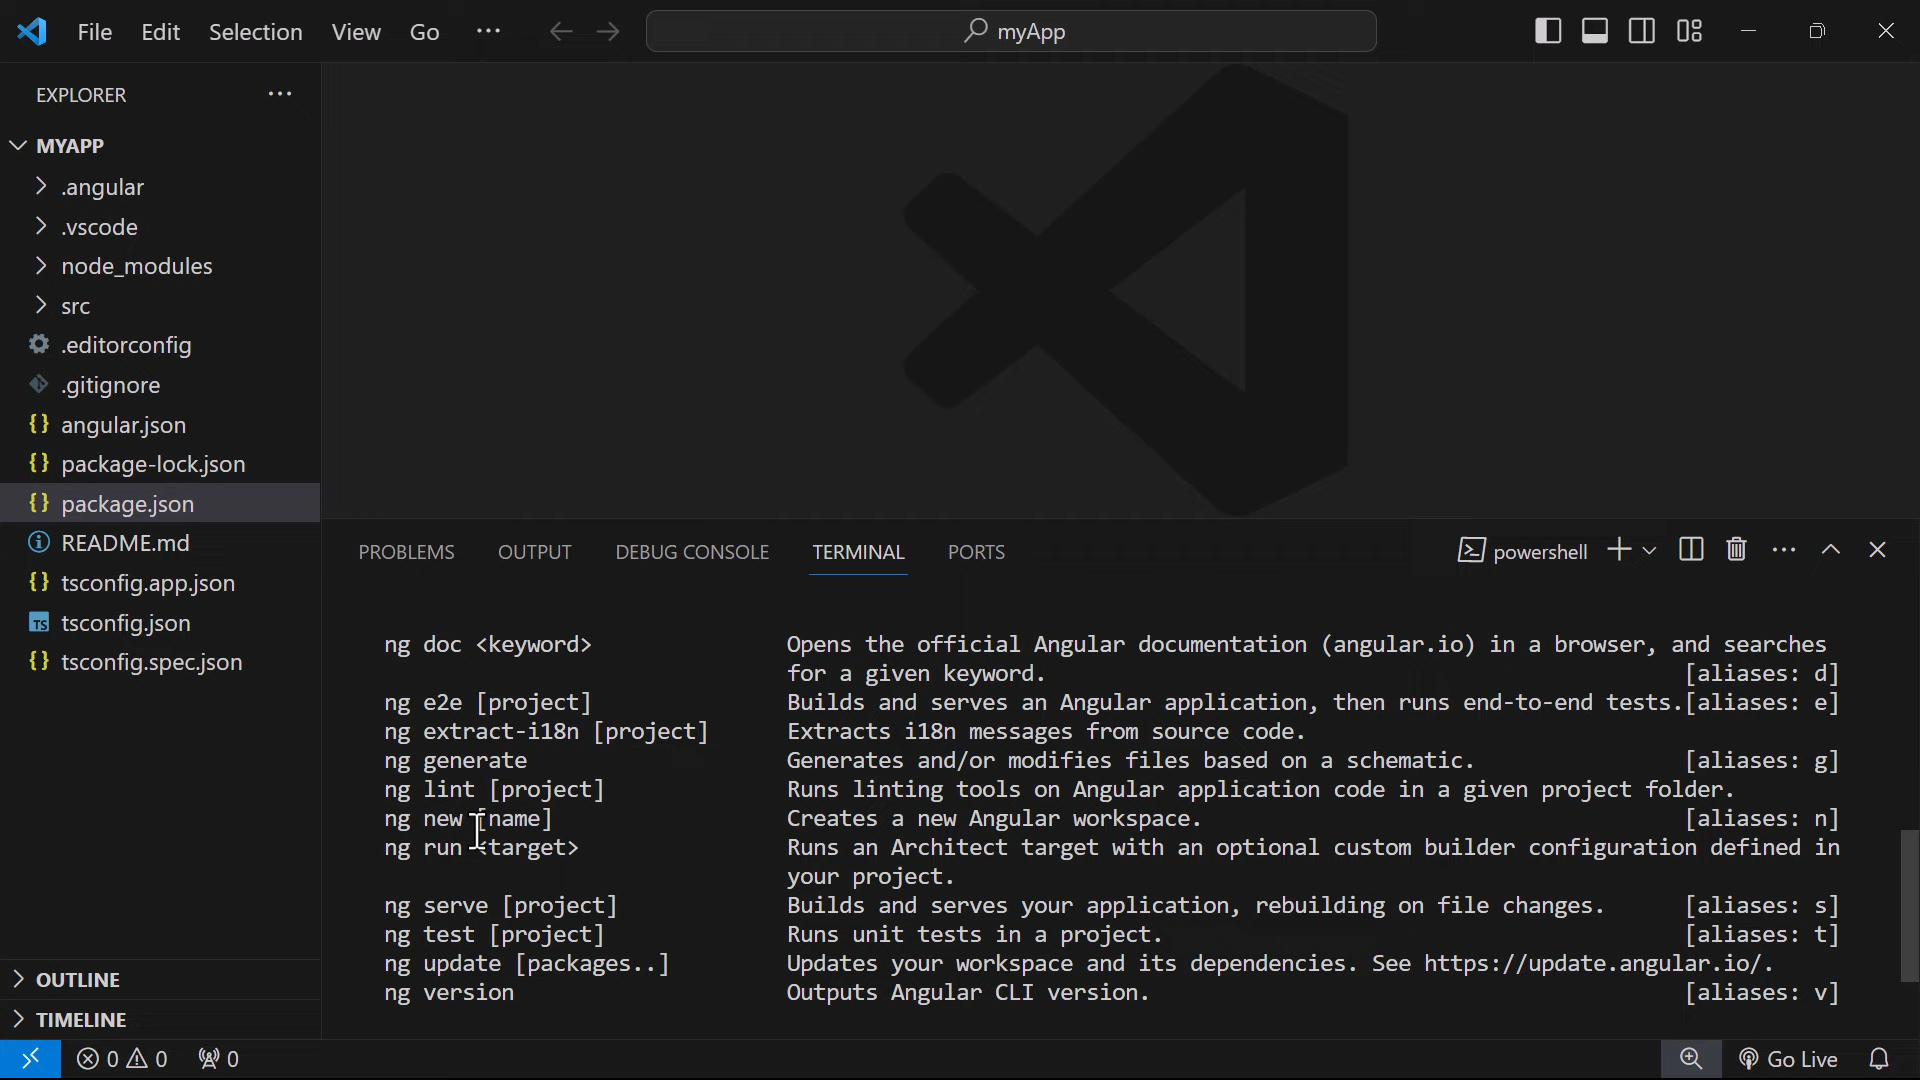 File Edit Selection View Go ··· myApp
EXPLORER ···
MYAPP
.angular
.vscode
node_modules
src
.editorconfig
.gitignore
angular.json
package-lock.json
package.json
README.md
tsconfig.app.json
TS tsconfig.json
tsconfig.spec.json
OUTLINE
TIMELINE
PROBLEMS OUTPUT DEBUG CONSOLE TERMINAL PORTS powershell
ng doc <keyword> Opens the official Angular documentation (angular.io) in a browser, and searches
for a given keyword. [aliases: d]
ng e2e [project] Builds and serves an Angular application, then runs end-to-end tests.[aliases: e]
ng extract-i18n [project] Extracts i18n messages from source code.
ng generate Generates and/or modifies files based on a schematic. [aliases: g]
ng lint [project] Runs linting tools on Angular application code in a given project folder.
ng new [name] Creates a new Angular workspace. [aliases: n]
ng run <target> Runs an Architect target with an optional custom builder configuration defined in
your project.
ng serve [project] Builds and serves your application, rebuilding on file changes. [aliases: s]
ng test [project] Runs unit tests in a project. [aliases: t]
ng update [packages..] Updates your workspace and its dependencies. See https://update.angular.io/.
ng version Outputs Angular CLI version. [aliases: v]
0 0 0 Go Live